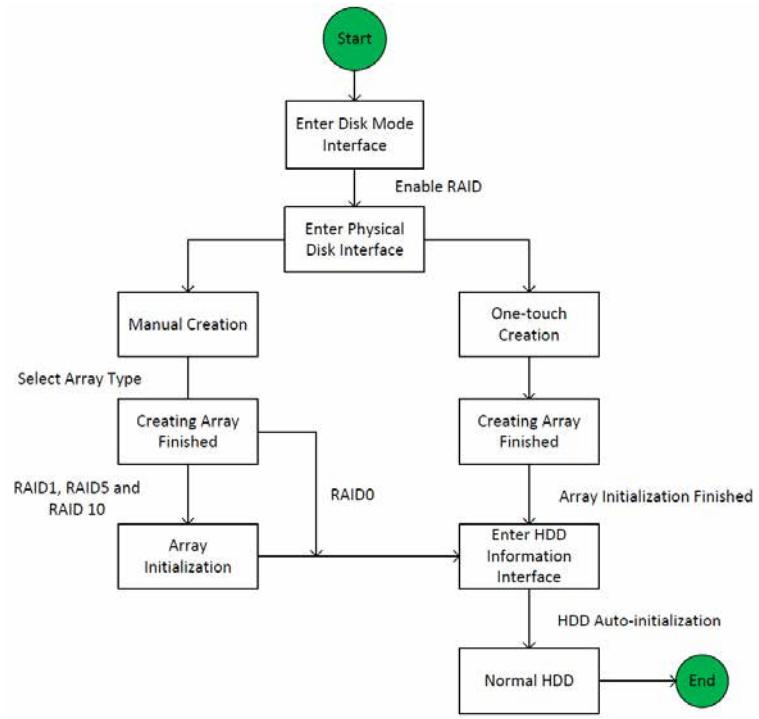 Start
Enter Disk Mode
Interface
Enable RAID
Enter Physical
Disk Interface
Manual Creation
One-touch
Creation
Select Array Type
Creating Array
Finished
Creating Array
Finished
RAID1, RAID5 and
RAID 10
RAID0
Array Initialization Finished
Array
Initialization
Enter HDD
Information
Interface
HDD Auto-initialization
Normal HDD
End